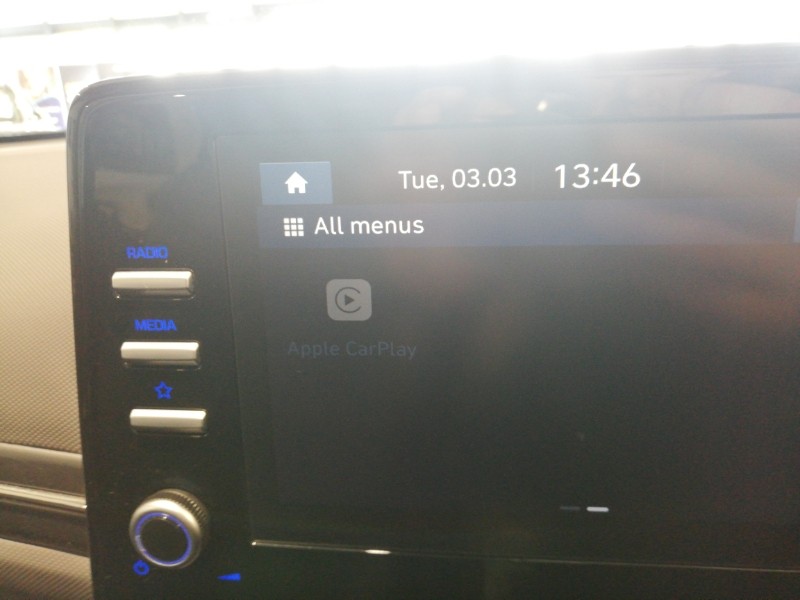 Tue, 03.03 13:46
All menus
RADIO
MEDIA
Apple CarPlay